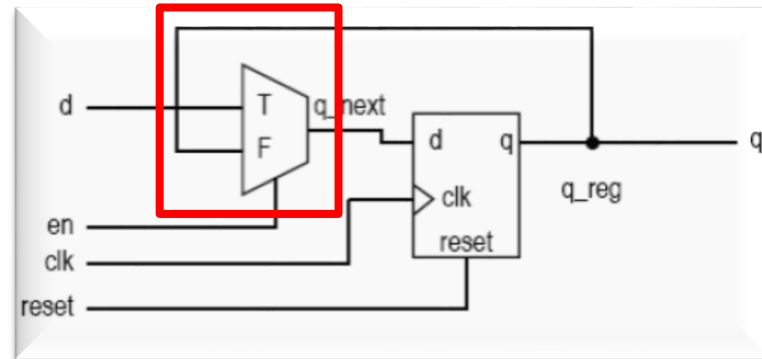 d
T
q_next
F
d
q
q
clk
q_reg
en
reset
clk
reset